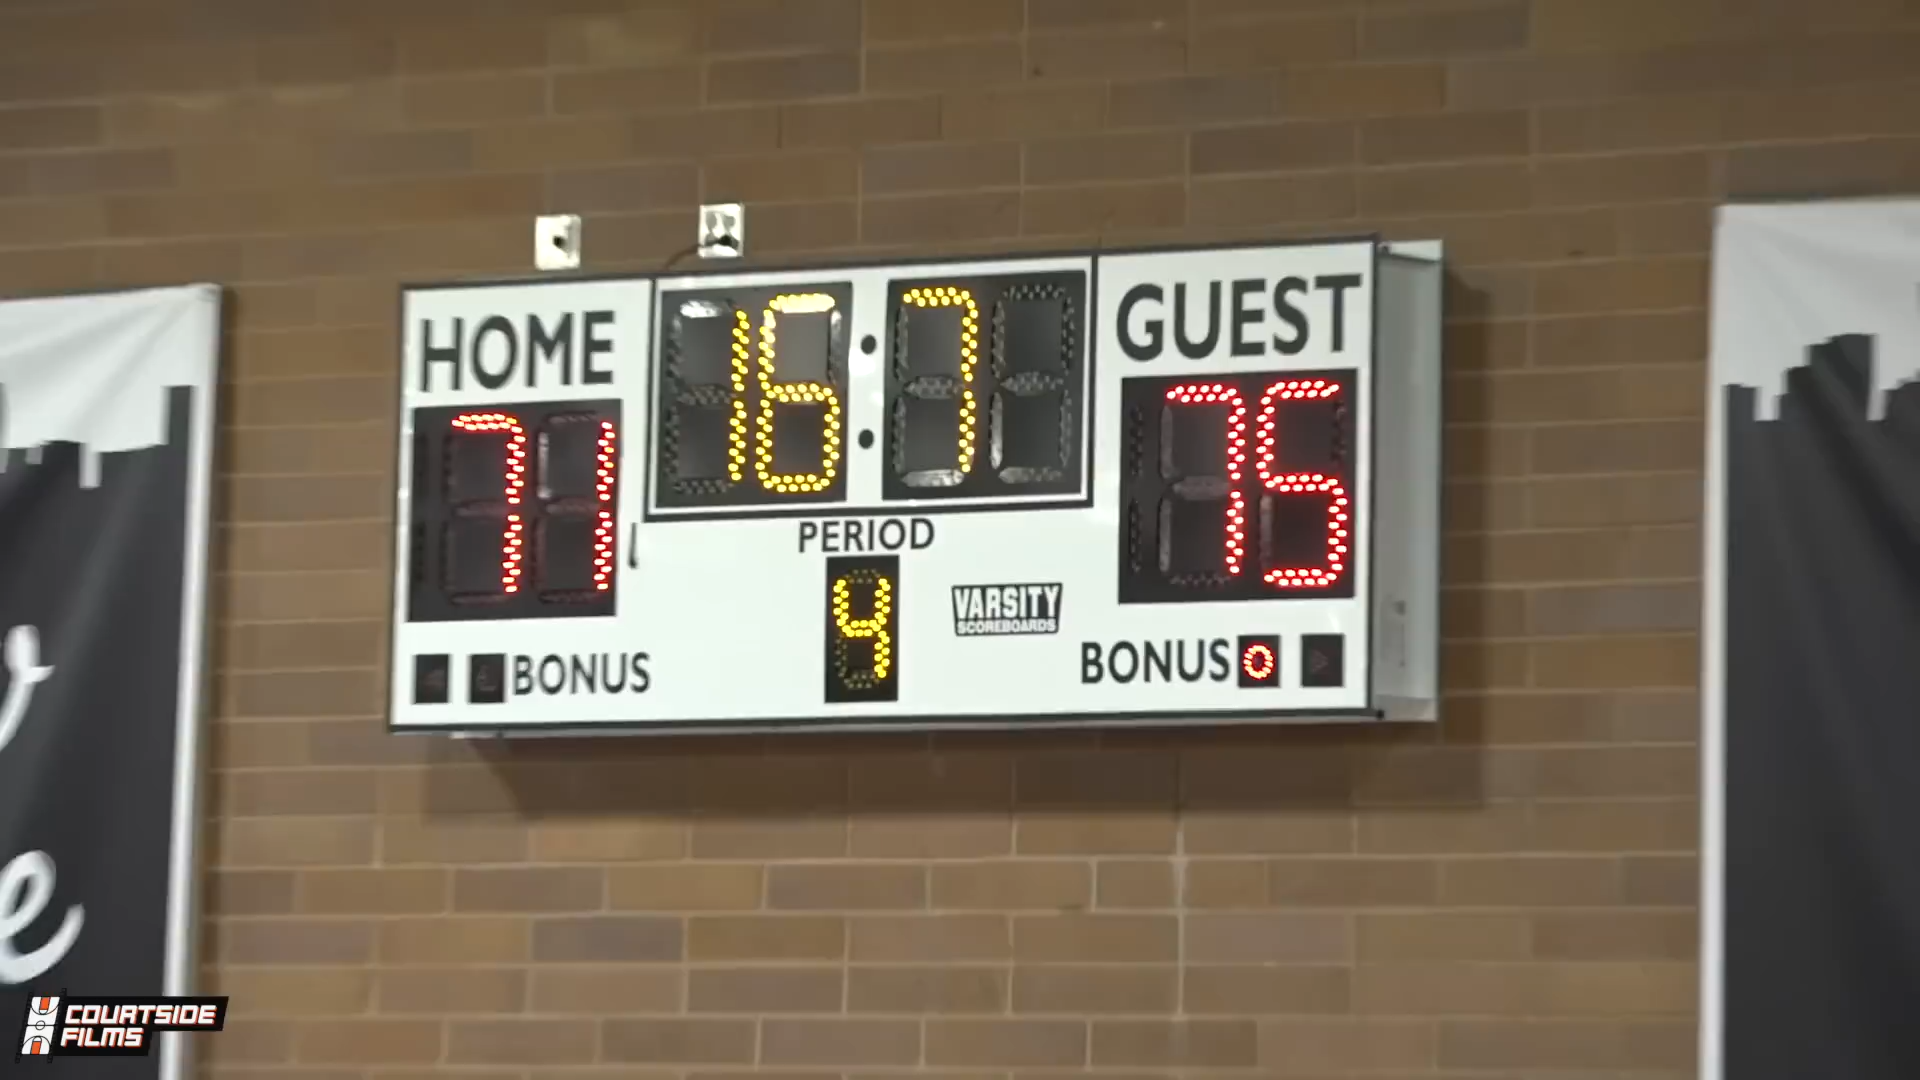 HOME
16:7
GUEST
71
75
PERIOD
4
VARSITY
SCOREBOARDS
BONUS
BONUS
e
COURTSIDE
FILMS